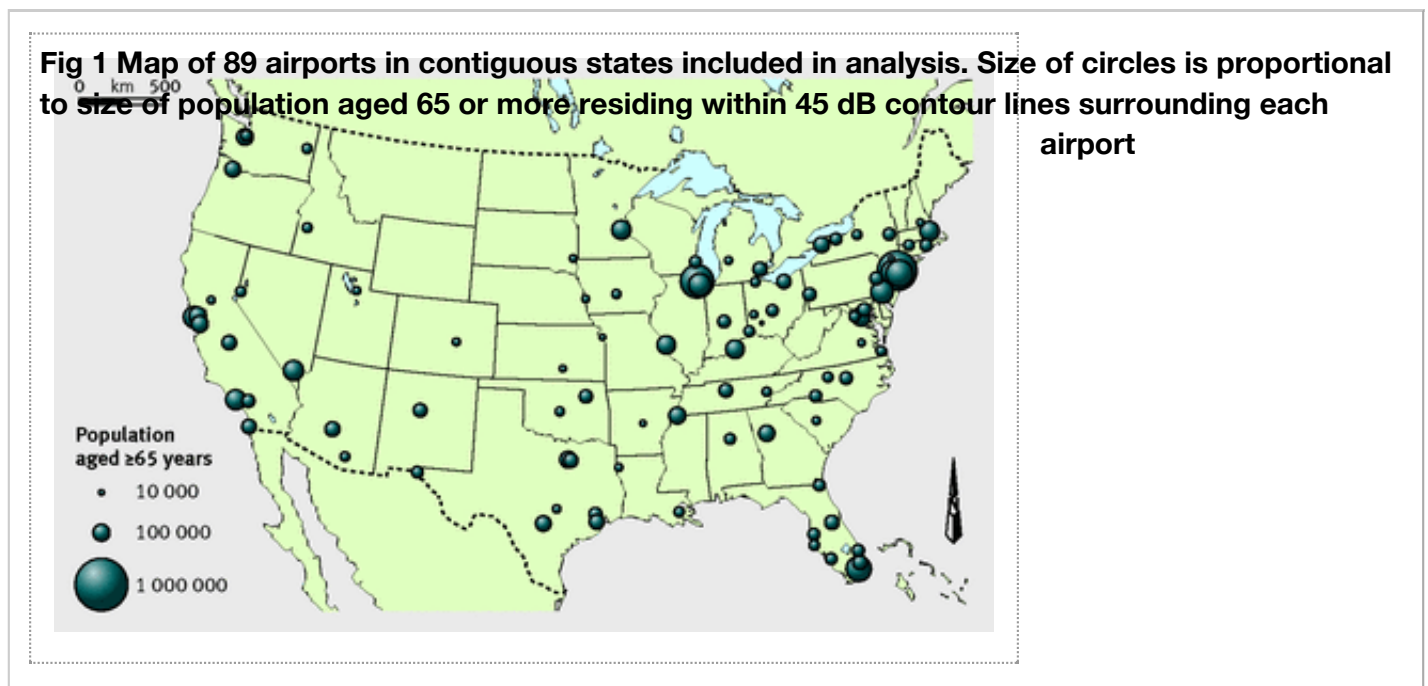 Fig 1 Map of 89 airports in contiguous states included in analysis. Size of circles is proportional
to size of population aged 65 or more residing within 45 dB contour lines surrounding each
airport
0 km 500
Population
aged ≥65 years
10 000
100 000
1 000 000